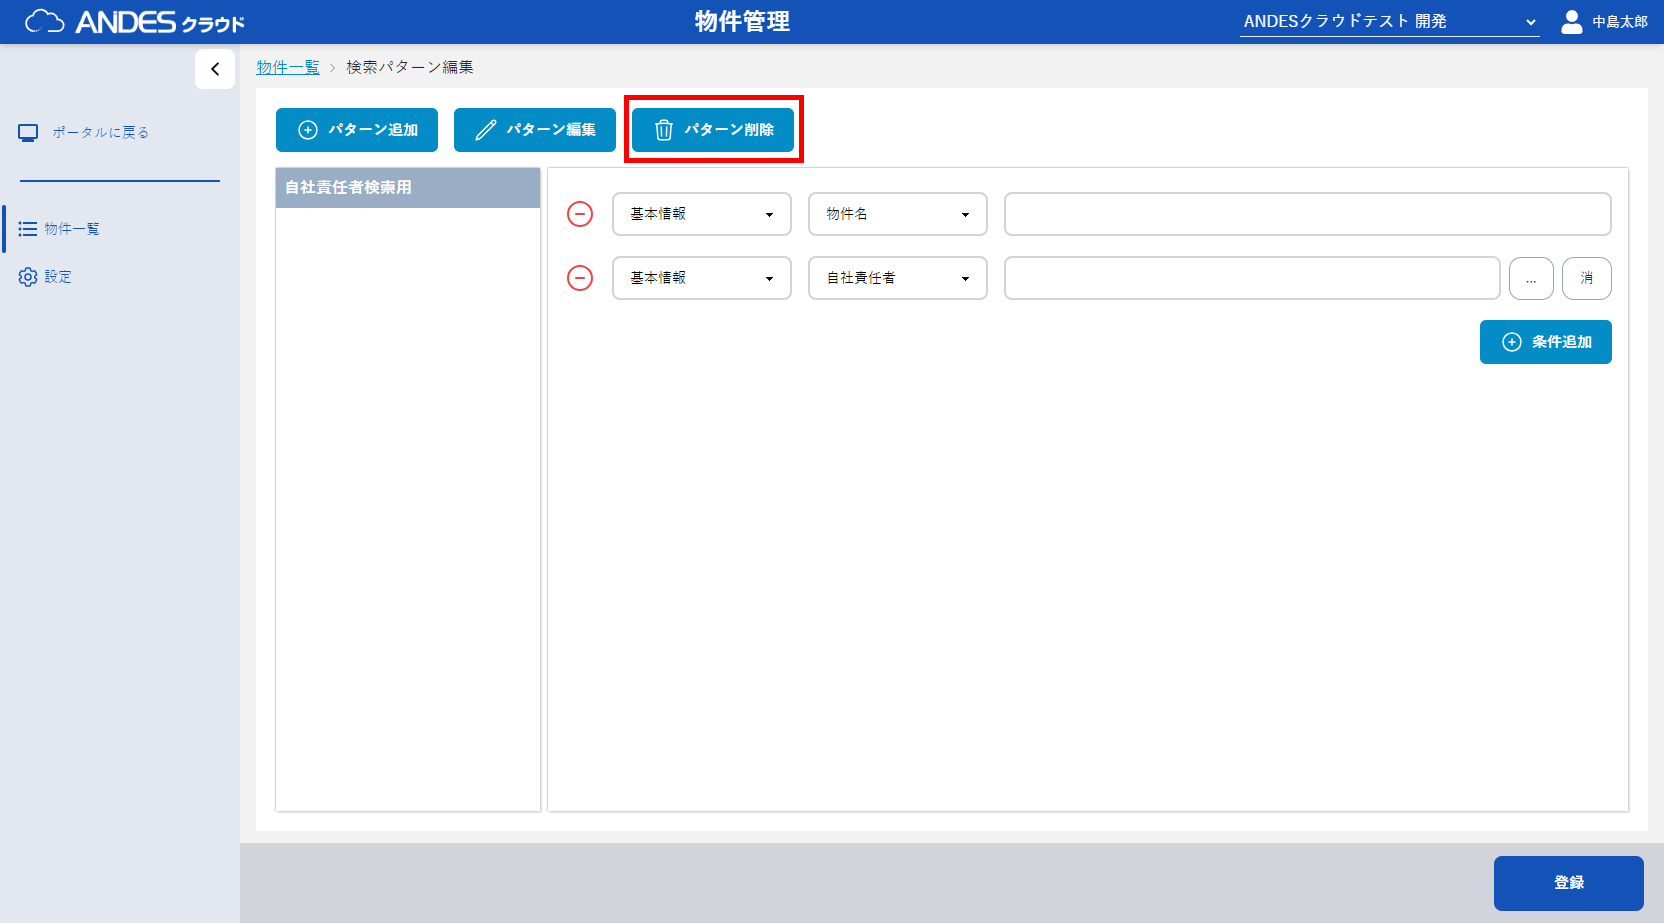 ANDES クラウド
物件管理
ANDESクラウドテスト 開発
中島太郎
物件一覧 > 検索パターン編集
ポータルに戻る
物件一覧
設定
パターン追加
パターン編集
パターン削除
自社責任者検索用
基本情報 物件名
基本情報 自社責任者 ... 消
条件追加
登録